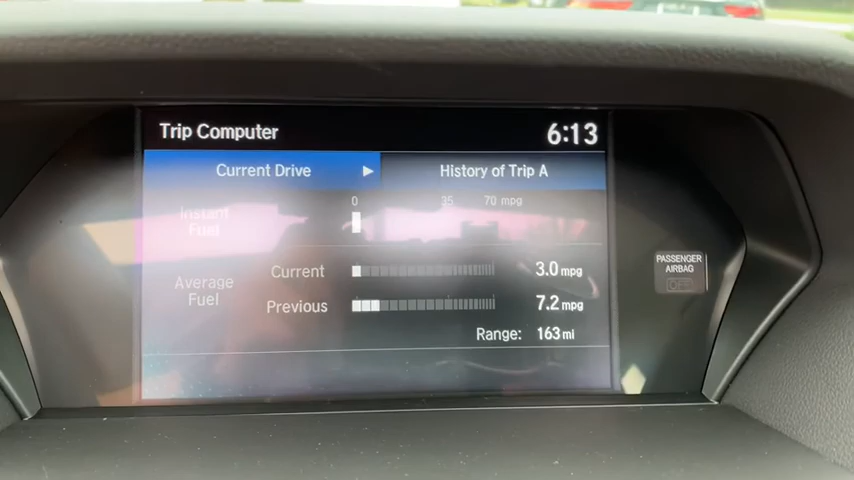 Trip Computer 6:13
Current Drive ▶ History of Trip A
0 35 70 mpg
Instant
Fuel
Average
Fuel
Current 3.0 mpg
Previous 7.2 mpg
Range: 163 mi
PASSENGER
AIRBAG